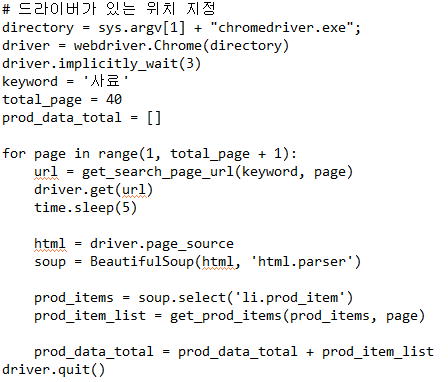 # 드라이버가 있는 위치 지정
directory = sys.argv[1] + "chromedriver.exe";
driver = webdriver.Chrome(directory)
driver.implicitly_wait(3)
keyword = '사료'
total_page = 40
prod_data_total = []

for page in range(1, total_page + 1):
    url = get_search_page_url(keyword, page)
    driver.get(url)
    time.sleep(5)

    html = driver.page_source
    soup = BeautifulSoup(html, 'html.parser')

    prod_items = soup.select('li.prod_item')
    prod_item_list = get_prod_items(prod_items, page)

    prod_data_total = prod_data_total + prod_item_list
driver.quit()